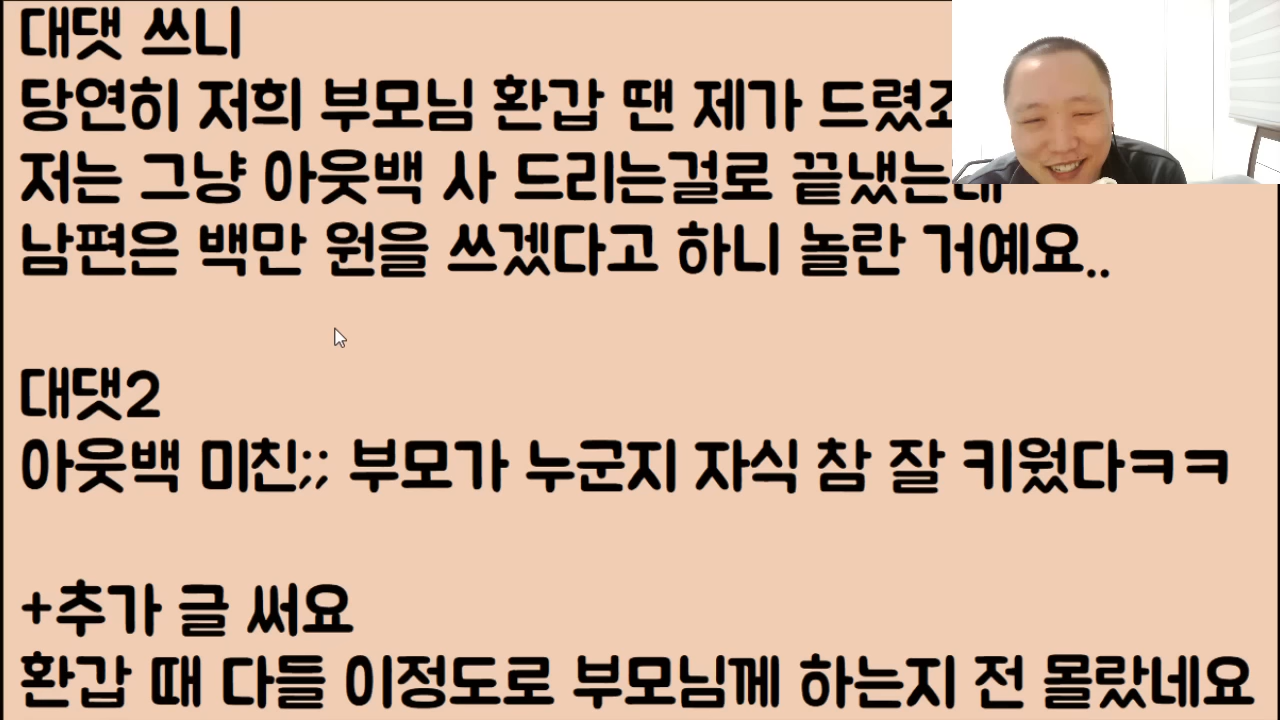 대댓 쓰니
당연히 저희 부모님 환갑 땐 제가 드렸죠
저는 그냥 아웃백 사 드리는걸로 끝냈는데
남편은 백만 원을 쓰겠다고 하니 놀란 거예요..
대댓2
아웃백 미친;; 부모가 누군지 자식 참 잘 키웠다ㅋㅋ
+추가 글 써요
환갑 때 다들 이정도로 부모님께 하는지 전 몰랐네요